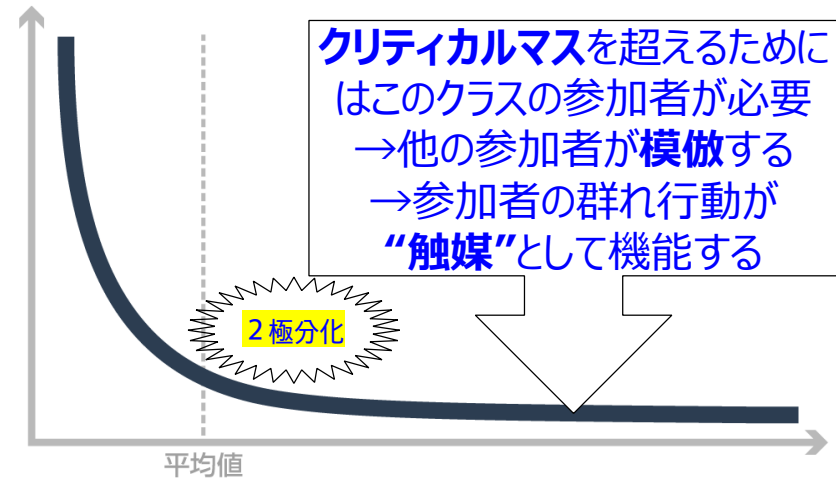 クリティカルマスを超えるために
はこのクラスの参加者が必要
→他の参加者が模倣する
→参加者の群れ行動が
“触媒”として機能する
２極分化
平均値